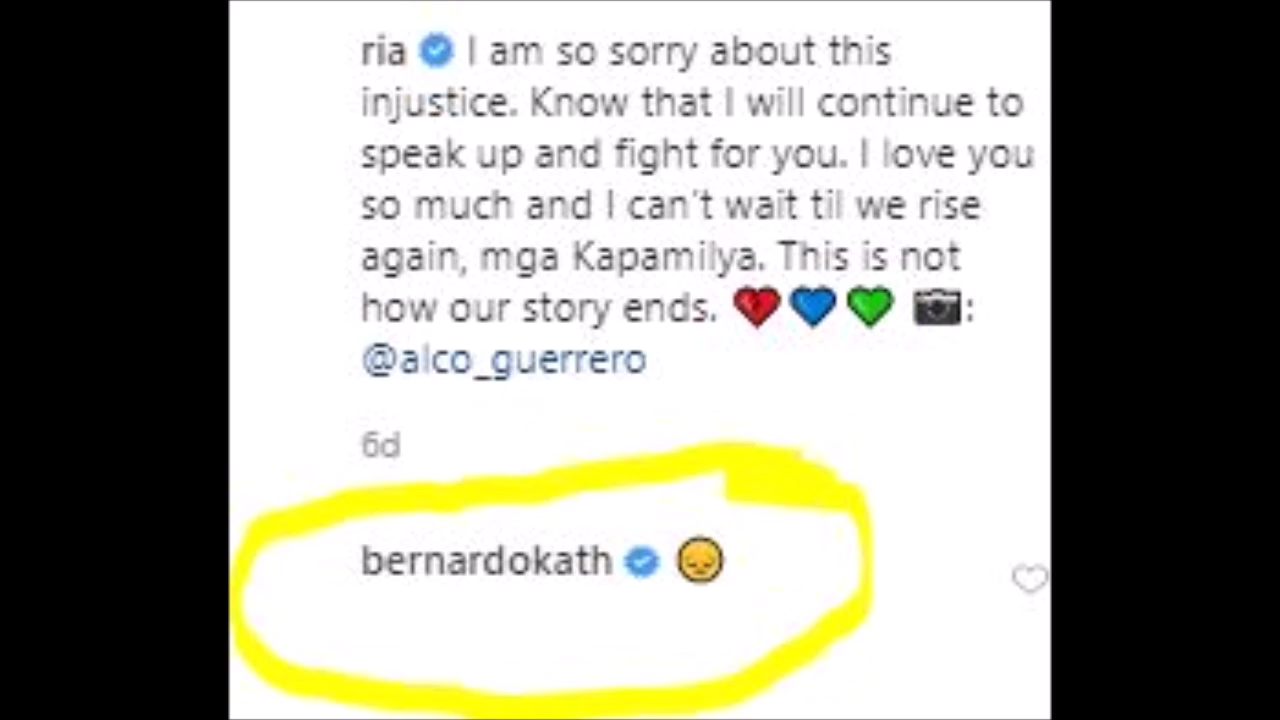 ria I am so sorry about this
injustice. Know that I will continue to
speak up and fight for you. I love you
so much and I can't wait til we rise
again, mga Kapamilya. This is not
how our story ends. ❤️💙💚 📷:
@alco_guerrero
6d
bernardokath 😞